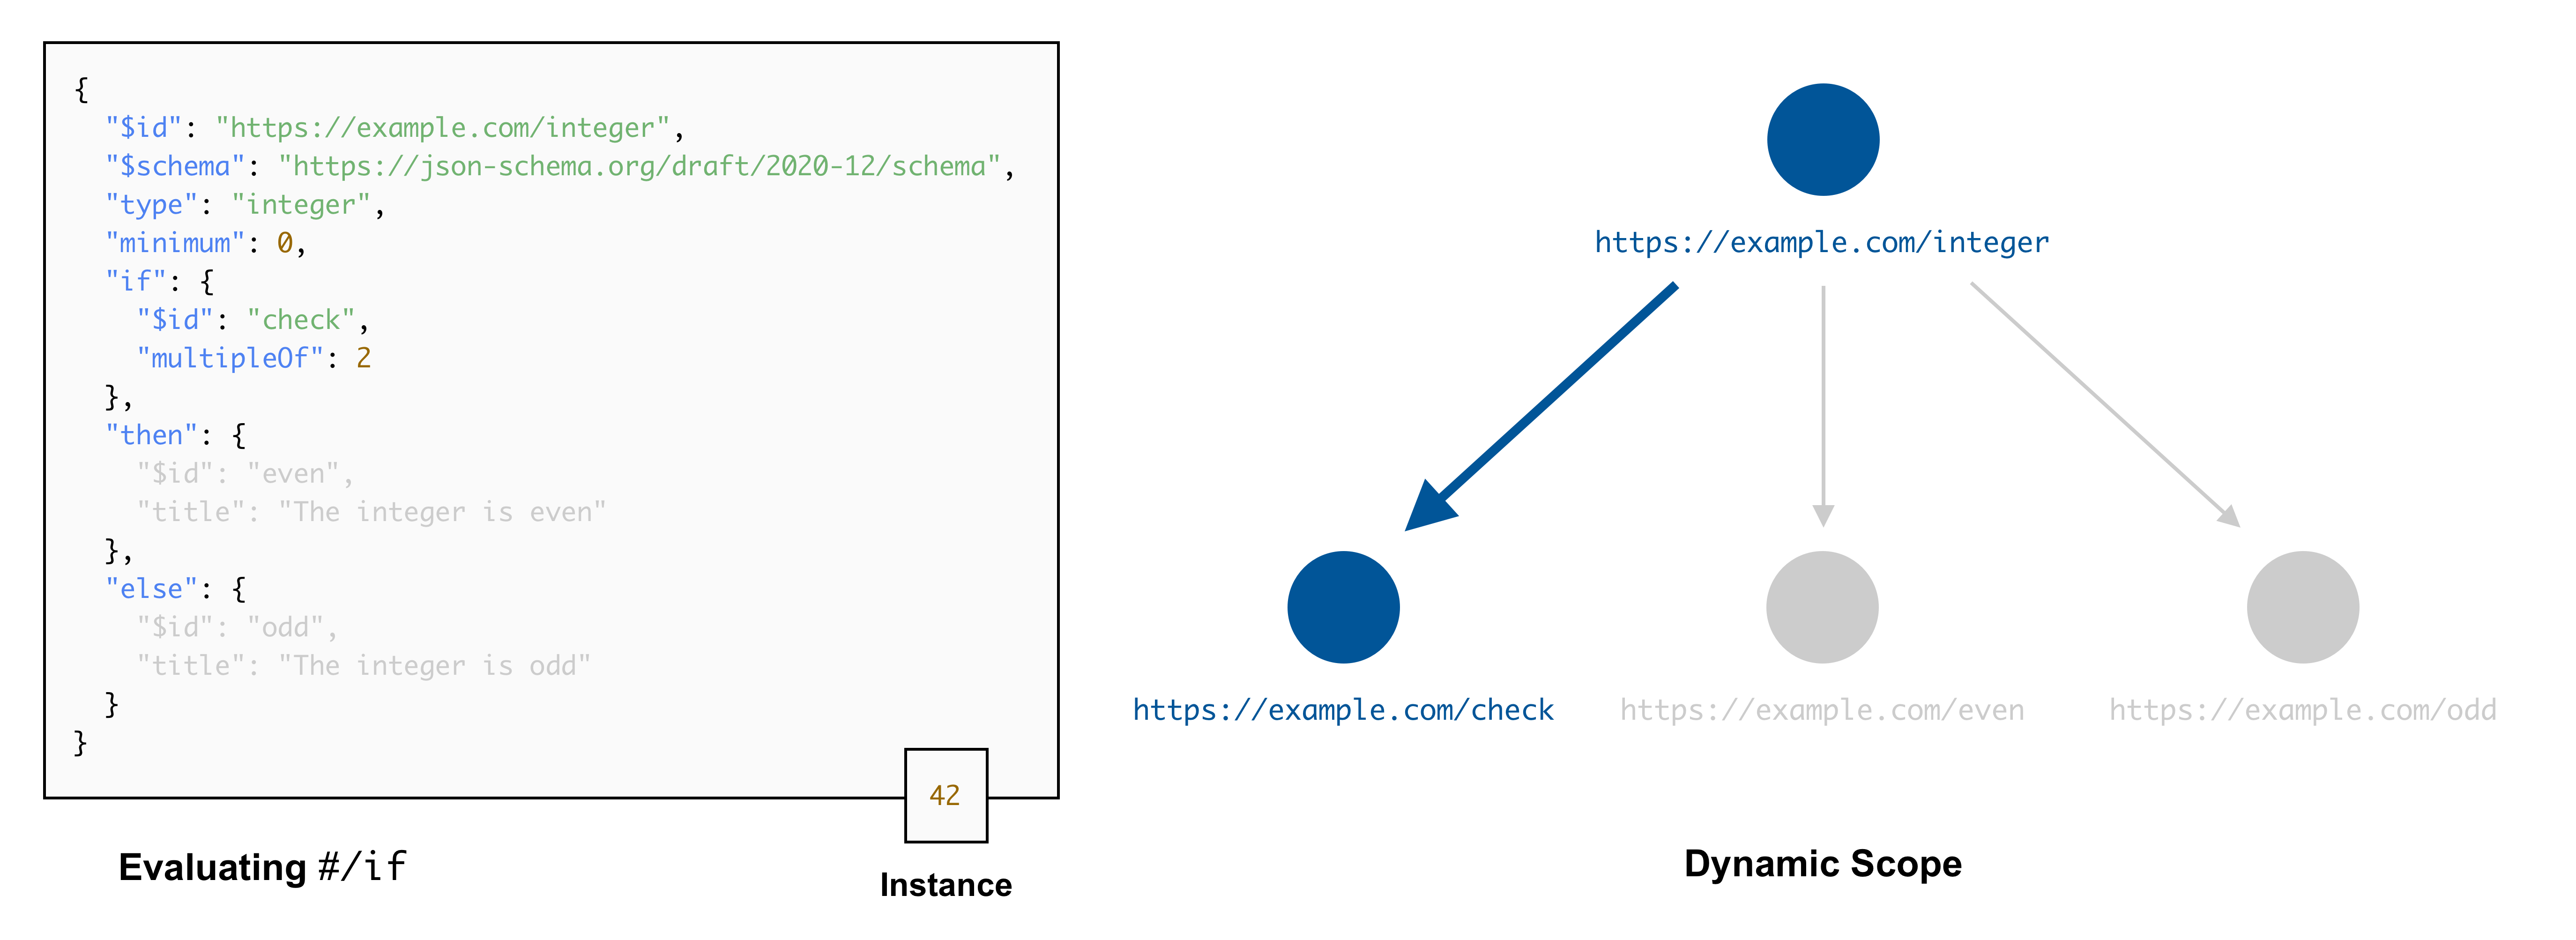 {
  "$id": "https://example.com/integer",
  "$schema": "https://json-schema.org/draft/2020-12/schema",
  "type": "integer",
  "minimum": 0,
  "if": {
    "$id": "check",
    "multipleOf": 2
  },
  "then": {
    "$id": "even",
    "title": "The integer is even"
  },
  "else": {
    "$id": "odd",
    "title": "The integer is odd"
  }
}
42
Evaluating #/if
Instance
https://example.com/integer
https://example.com/check
https://example.com/even
https://example.com/odd
Dynamic Scope